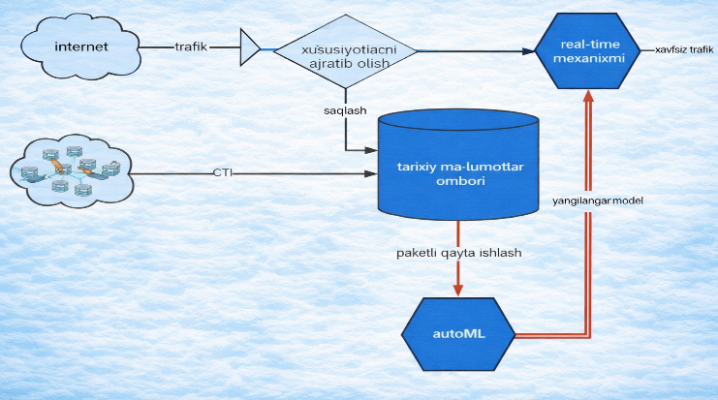 internet
trafik
xususiyotiacni
ajratib olish
real-time
mexanixmi
xavfsiz trafik
saqlash
tarixiy ma-lumotlar
ombori
CTI
yangilangar model
paketli qayta ishlash
autoML